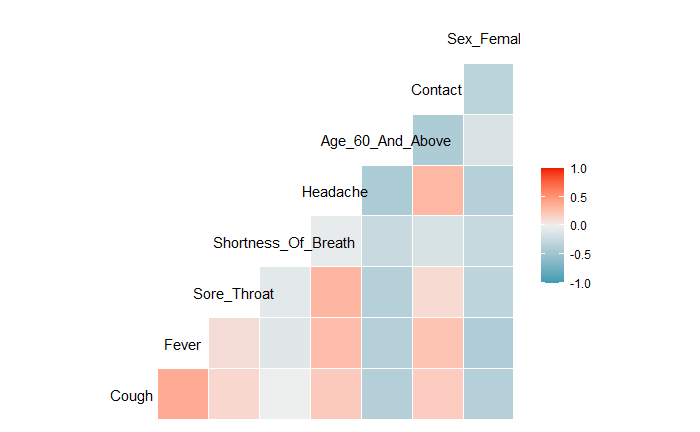 Sex_Femal
Contact
Age_60_And_Above
Headache
Shortness_Of_Breath
Sore_Throat
Fever
Cough
1.0
0.5
0.0
-0.5
-1.0